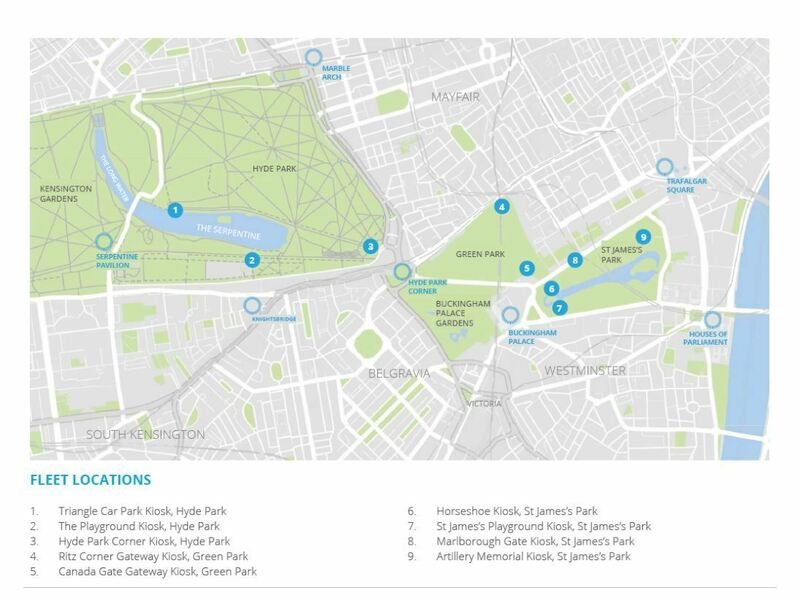 MARBLE
ARCH
MAYFAIR
HYDE PARK
THE LONG WATER
KENSINGTON
GARDENS
TRAFALGAR
SQUARE
1
4
THE SERPENTINE
9
3
2
SERPENTINE
PAVILION
GREEN PARK
ST JAMES'S
PARK
8
5
HYDE PARK
CORNER
6
7
BUCKINGHAM
PALACE
GARDENS
KNIGHTSBRIDGE
BUCKINGHAM
PALACE
HOUSES OF
PARLIAMENT
BELGRAVIA
WESTMINSTER
VICTORIA
SOUTH KENSINGTON
FLEET LOCATIONS
1. Triangle Car Park Kiosk, Hyde Park
2. The Playground Kiosk, Hyde Park
3. Hyde Park Corner Kiosk, Hyde Park
4. Ritz Corner Gateway Kiosk, Green Park
5. Canada Gate Gateway Kiosk, Green Park
6. Horseshoe Kiosk, St James's Park
7. St James's Playground Kiosk, St James's Park
8. Marlborough Gate Kiosk, St James's Park
9. Artillery Memorial Kiosk, St James's Park